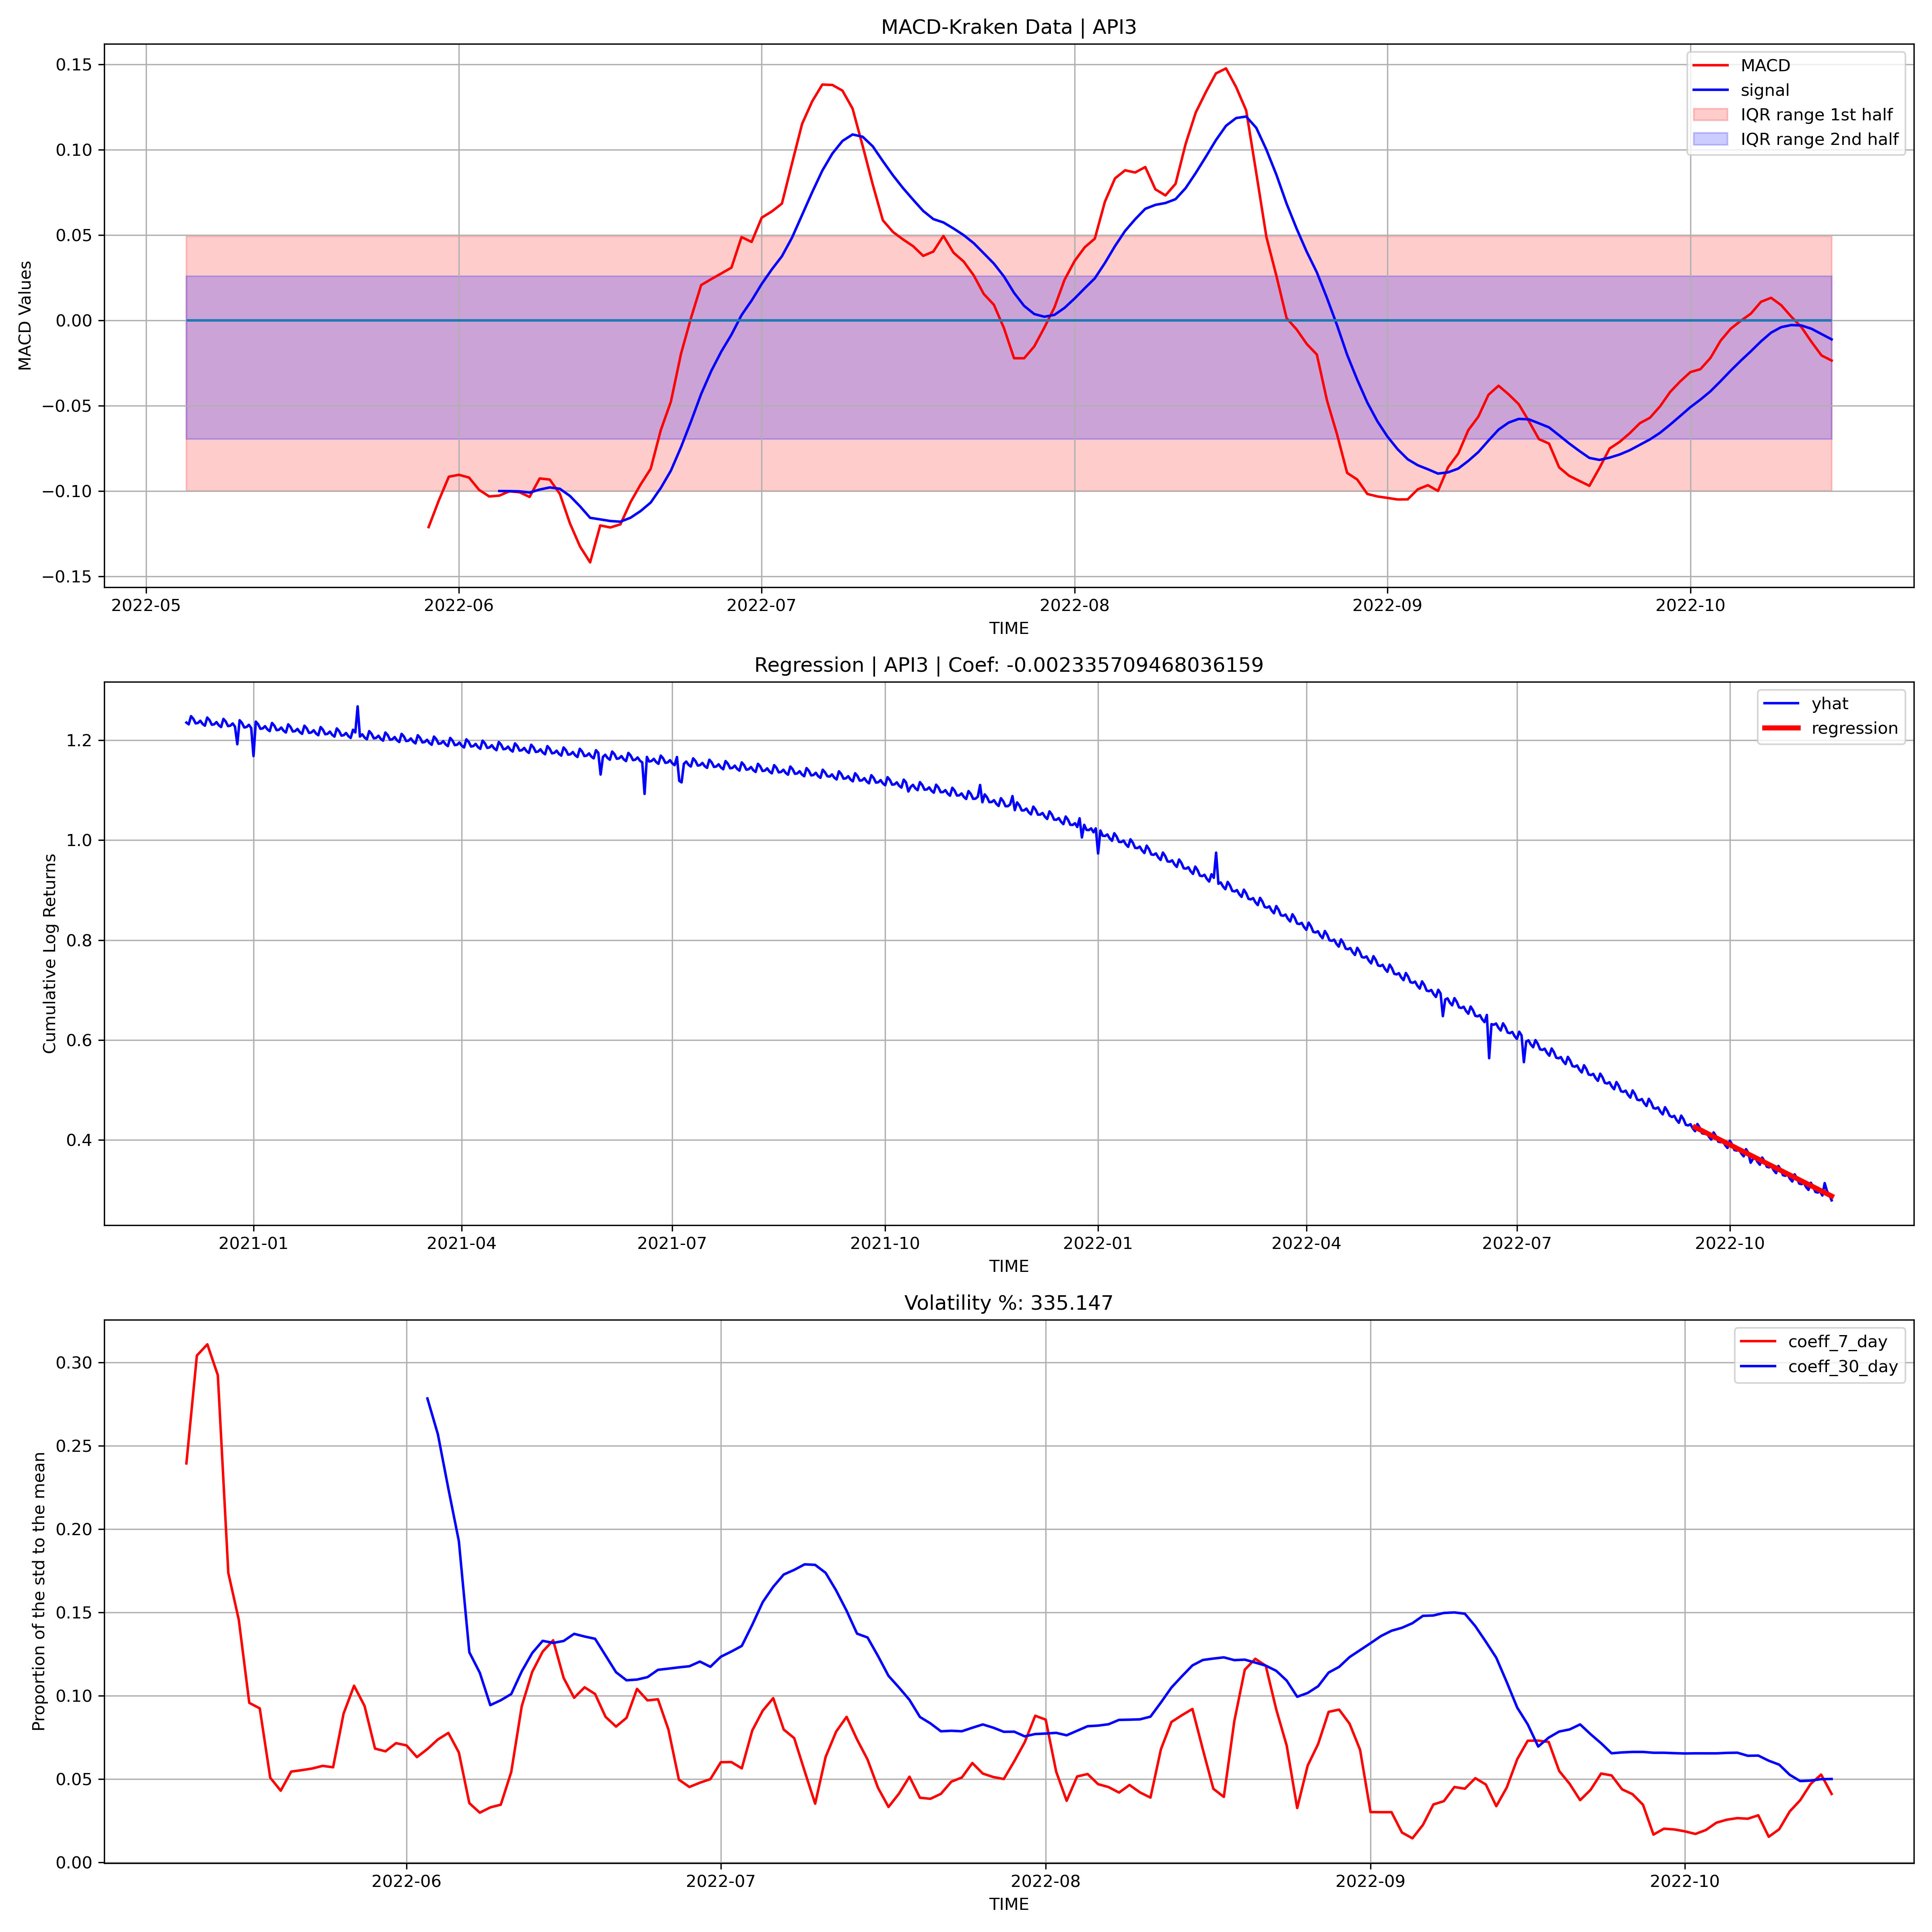 MACD-Kraken Data | API3
MACD Values
0.15
0.10
0.05
0.00
−0.05
−0.10
−0.15
MACD
signal
IQR range 1st half
IQR range 2nd half
2022-05
2022-06
2022-07
2022-08
2022-09
2022-10
TIME
Regression | API3 | Coef: -0.002335709468036159
Cumulative Log Returns
1.2
1.0
0.8
0.6
0.4
yhat
regression
2021-01
2021-04
2021-07
2021-10
2022-01
2022-04
2022-07
2022-10
TIME
Volatility %: 335.147
Proportion of the std to the mean
0.30
0.25
0.20
0.15
0.10
0.05
0.00
coeff_7_day
coeff_30_day
2022-06
2022-07
2022-08
2022-09
2022-10
TIME